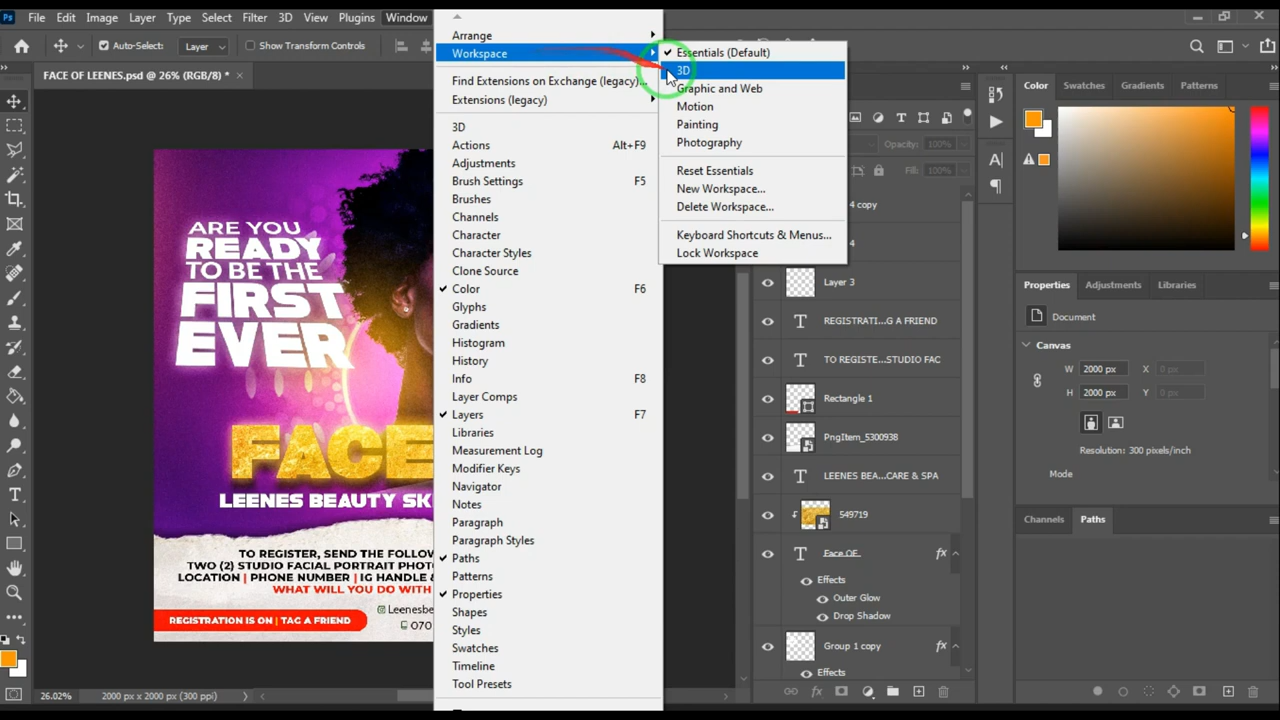 Ps File Edit Image Layer Type Select Filter 3D View Plugins Window
Auto-Select: Layer Show Transform Controls
FACE OF LEENES.psd @ 26% (RGB/8) *
Arrange
Workspace
Find Extensions on Exchange (legacy)...
Extensions (legacy)
3D
Actions Alt+F9
Adjustments
Brush Settings F5
Brushes
Channels
Character
Character Styles
Clone Source
Color F6
Glyphs
Gradients
Histogram
History
Info F8
Layer Comps
Layers F7
Libraries
Measurement Log
Modifier Keys
Navigator
Notes
Paragraph
Paragraph Styles
Paths
Patterns
Properties
Shapes
Styles
Swatches
Timeline
Tool Presets
Essentials (Default)
3D
Graphic and Web
Motion
Painting
Photography
Reset Essentials
New Workspace...
Delete Workspace...
Keyboard Shortcuts & Menus...
Lock Workspace
ARE YOU
READY
TO BE THE
FIRST
EVER
FACE
LEENES BEAUTY SK
TO REGISTER, SEND THE FOLLOW
TWO (2) STUDIO FACIAL PORTRAIT PHOT
LOCATION | PHONE NUMBER | IG HANDLE &
WHAT WILL YOU DO WITH
REGISTRATION IS ON | TAG A FRIEND
Leenesbe
070
26.02% 2000 px x 2000 px (300 ppi)
Opacity: 100%
Fill: 100%
4 copy
4
Layer 3
REGISTRATI...G A FRIEND
TO REGISTE...STUDIO FAC
Rectangle 1
PngItem_5300938
LEENES BEA...CARE & SPA
549719
Face OF fx
Effects
Outer Glow
Drop Shadow
Group 1 copy fx
Effects
fx
Color Swatches Gradients Patterns
Properties Adjustments Libraries
Document
Canvas
W 2000 px X 0 px
H 2000 px Y 0 px
Resolution: 300 pixels/inch
Mode
Channels Paths